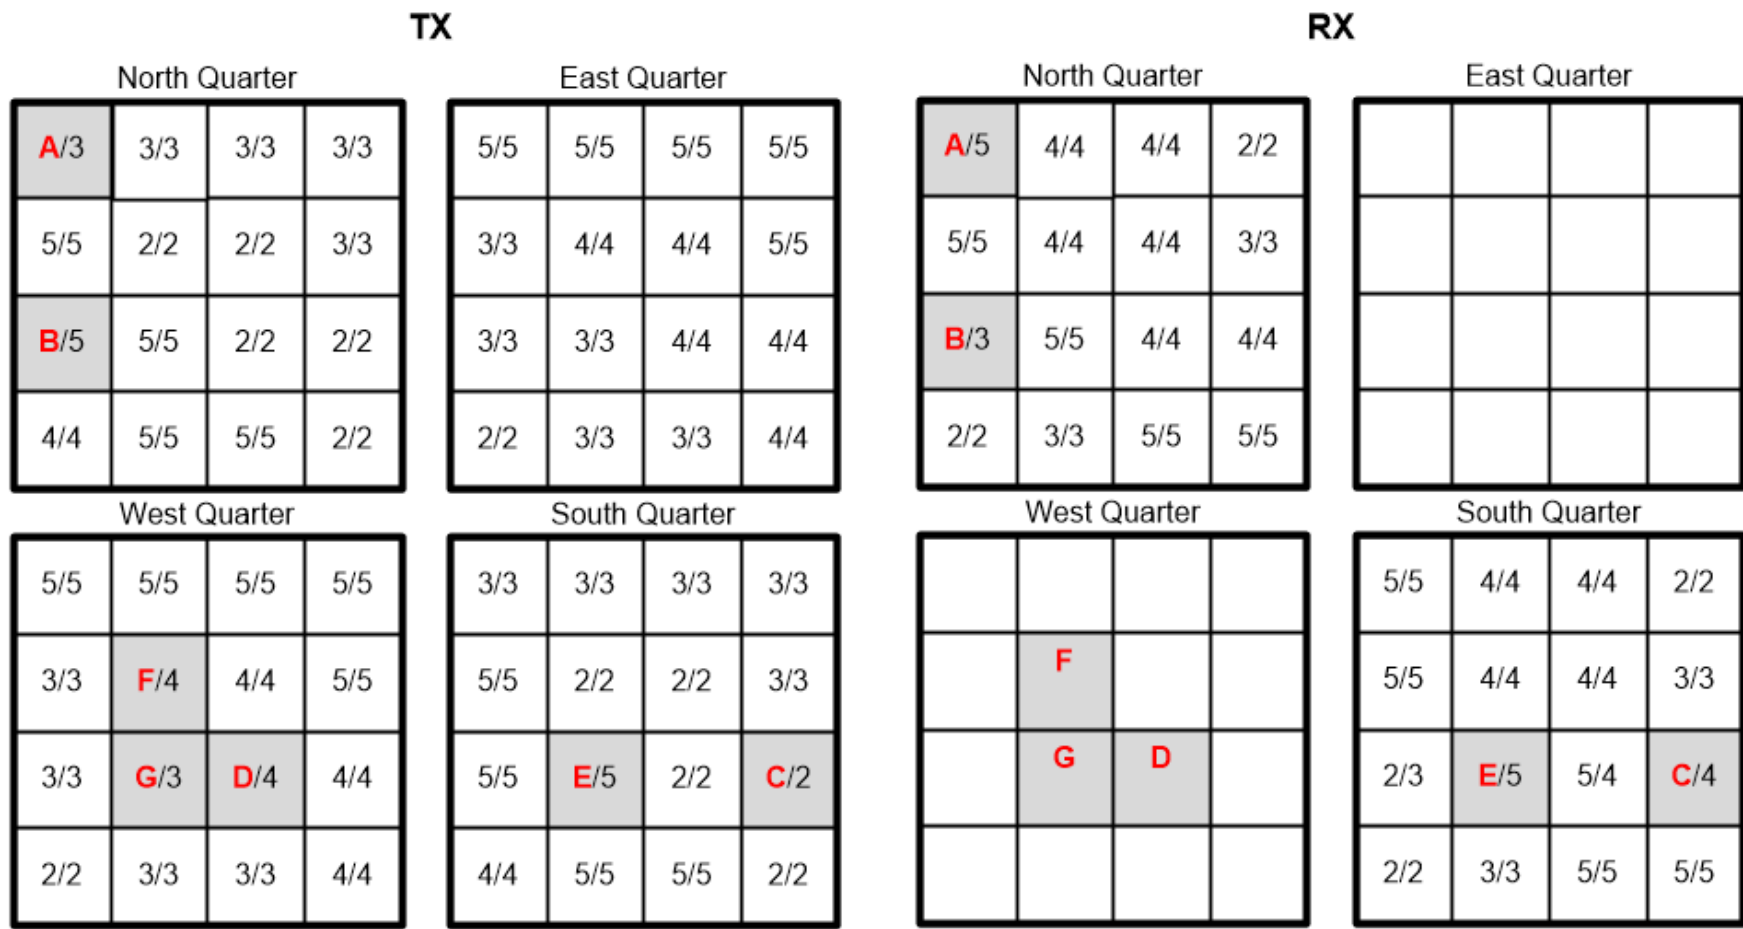 TX RX
North Quarter East Quarter North Quarter East Quarter
A/3 3/3 3/3 3/3 5/5 5/5 5/5 5/5 A/5 4/4 4/4 2/2
5/5 2/2 2/2 3/3 3/3 4/4 4/4 5/5 5/5 4/4 4/4 3/3
B/5 5/5 2/2 2/2 3/3 3/3 4/4 4/4 B/3 5/5 4/4 4/4
4/4 5/5 5/5 2/2 2/2 3/3 3/3 4/4 2/2 3/3 5/5 5/5
West Quarter South Quarter West Quarter South Quarter
5/5 5/5 5/5 5/5 3/3 3/3 3/3 3/3 5/5 4/4 4/4 2/2
3/3 F/4 4/4 5/5 5/5 2/2 2/2 3/3 F 5/5 4/4 4/4 3/3
3/3 G/3 D/4 4/4 5/5 E/5 2/2 C/2 G D 2/3 E/5 5/4 C/4
2/2 3/3 3/3 4/4 4/4 5/5 5/5 2/2 2/2 3/3 5/5 5/5